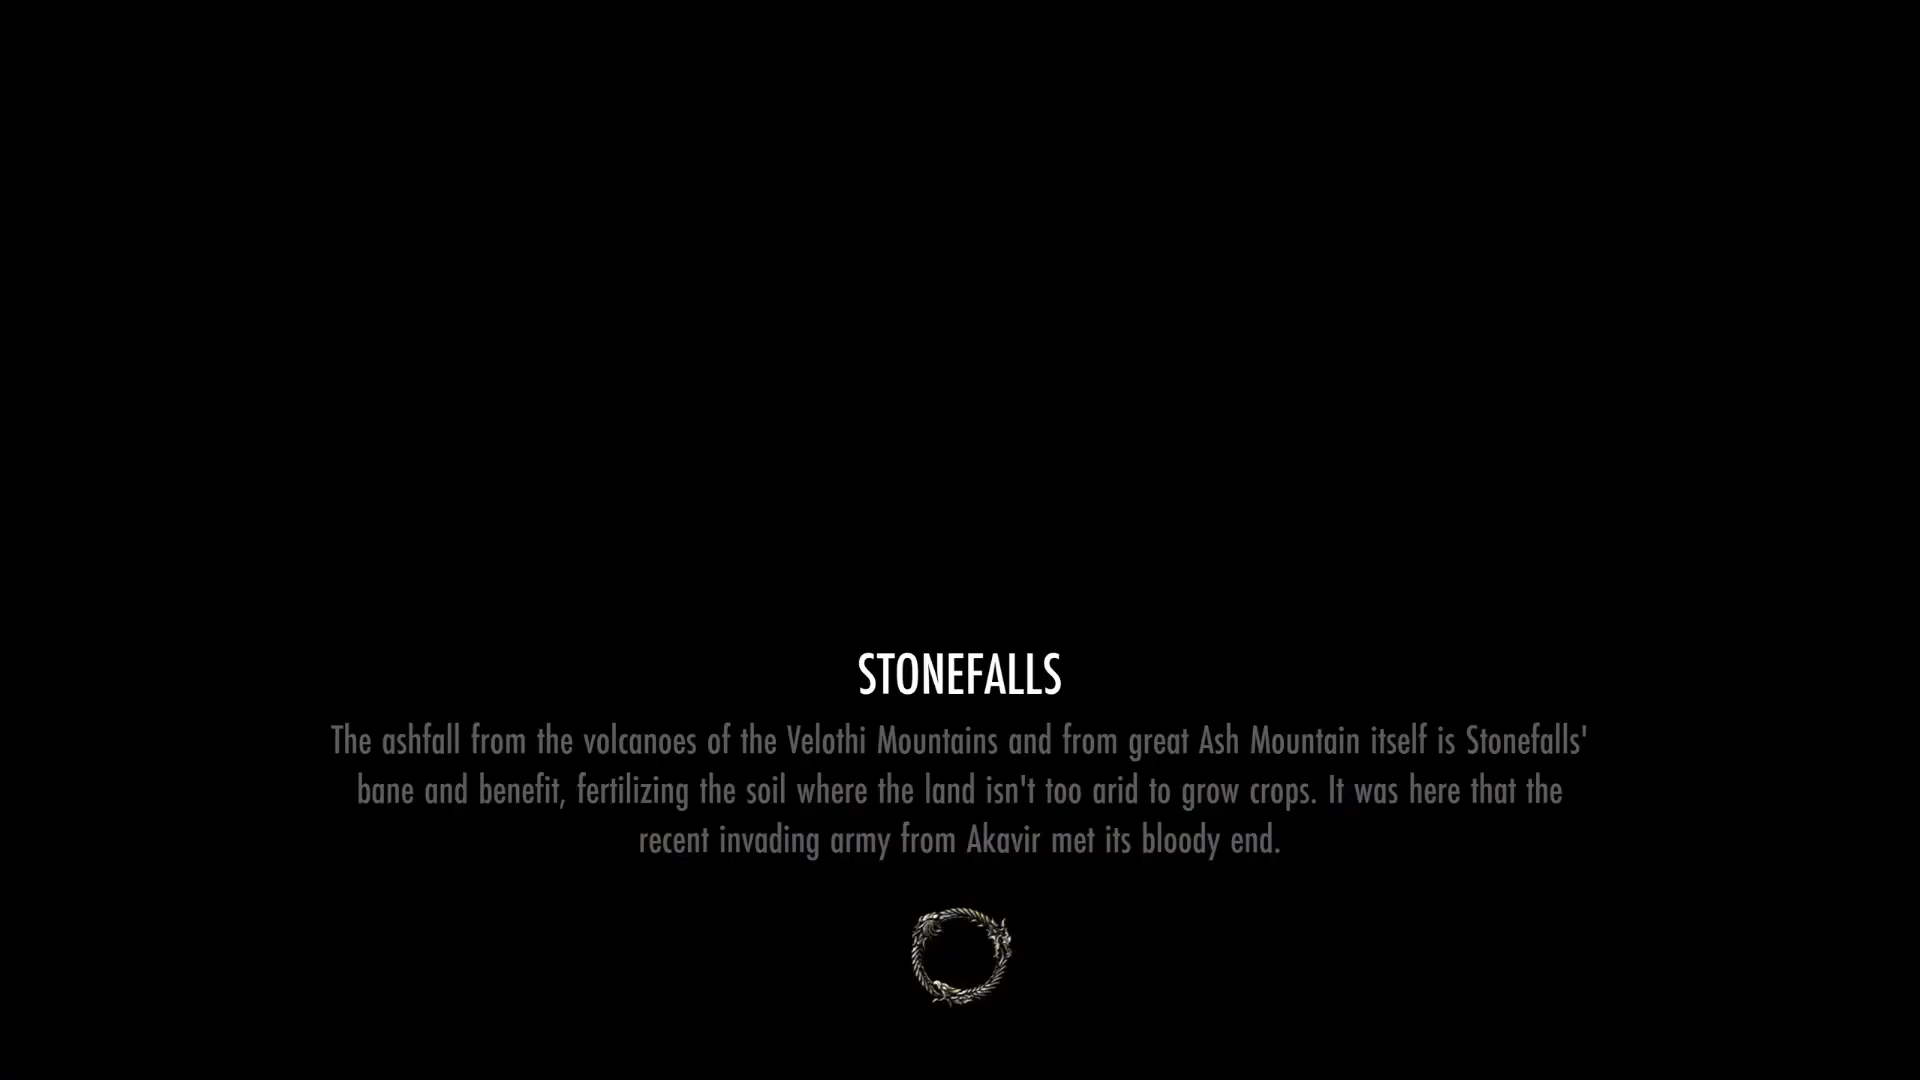 STONEFALLS
The ashfall from the volcanoes of the Velothi Mountains and from great Ash Mountain itself is Stonefalls'
bane and benefit, fertilizing the soil where the land isn't too arid to grow crops. It was here that the
recent invading army from Akavir met its bloody end.